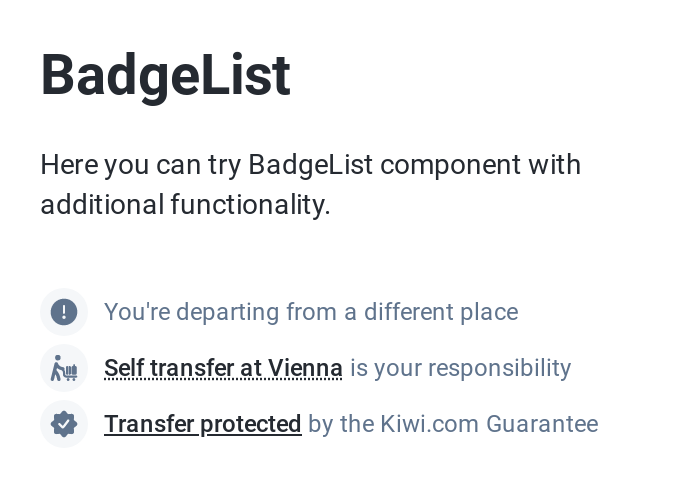 BadgeList
Here you can try BadgeList component with
additional functionality.
You're departing from a different place
Self transfer at Vienna is your responsibility
Transfer protected by the Kiwi.com Guarantee